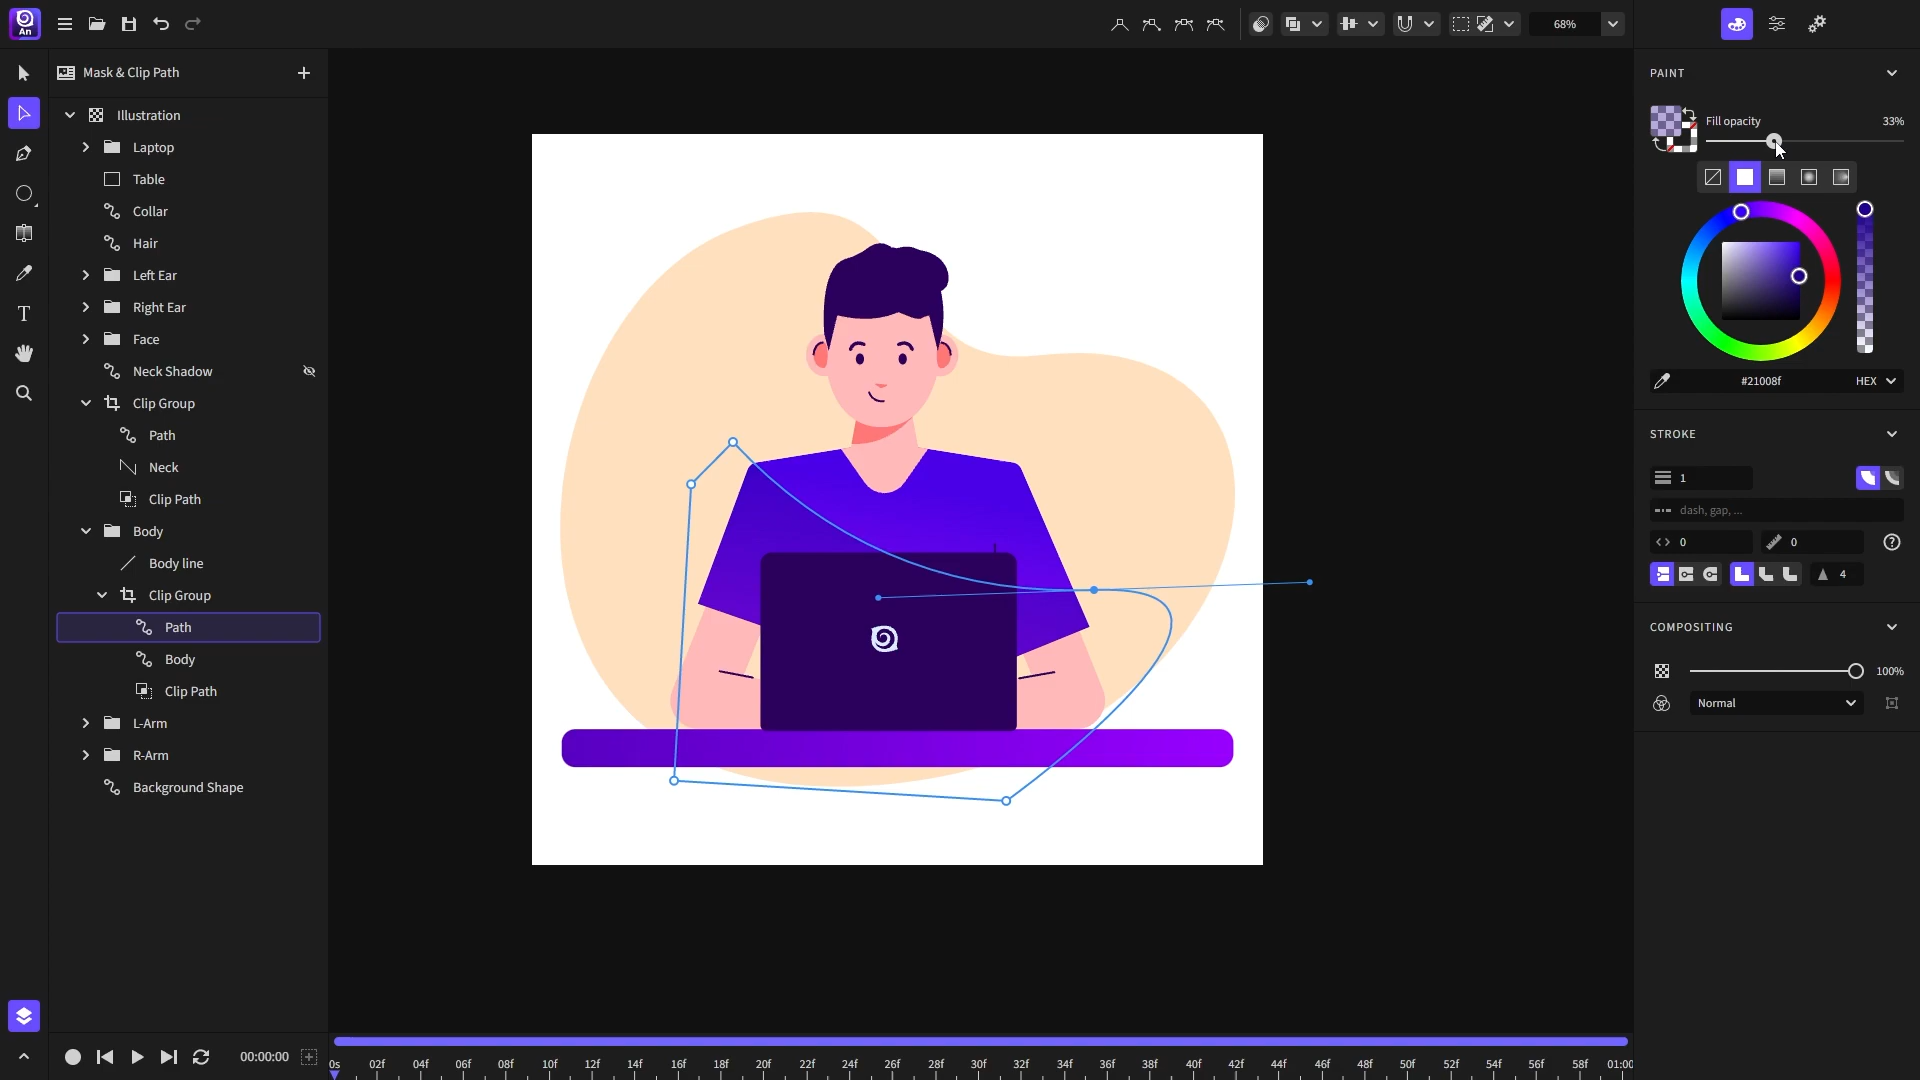 An
68%
Mask & Clip Path
Illustration
Laptop
Table
Collar
Hair
Left Ear
Right Ear
Face
Neck Shadow
Clip Group
Path
Neck
Clip Path
Body
Body line
Clip Group
Path
Body
Clip Path
L-Arm
R-Arm
Background Shape
PAINT
Fill opacity 33%
#21008f HEX
STROKE
1
dash, gap, ...
0 0
4
COMPOSITING
100%
Normal
00:00:00
0s 02f 04f 06f 08f 10f 12f 14f 16f 18f 20f 22f 24f 26f 28f 30f 32f 34f 36f 38f 40f 42f 44f 46f 48f 50f 52f 54f 56f 58f 01:00